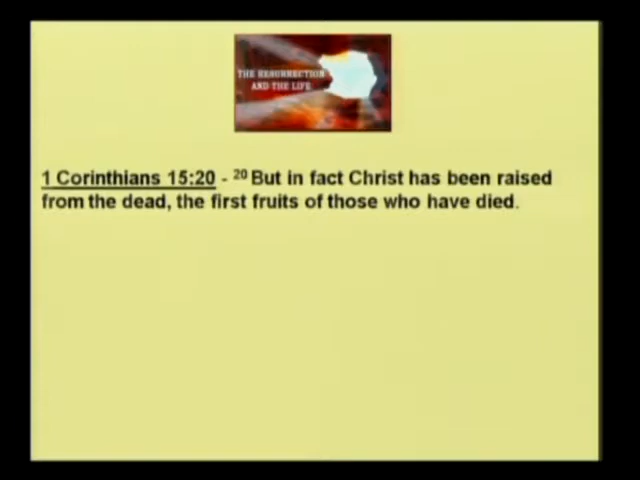 THE RESURRECTION
AND THE LIFE
1 Corinthians 15:20 - 20 But in fact Christ has been raised
from the dead, the first fruits of those who have died.